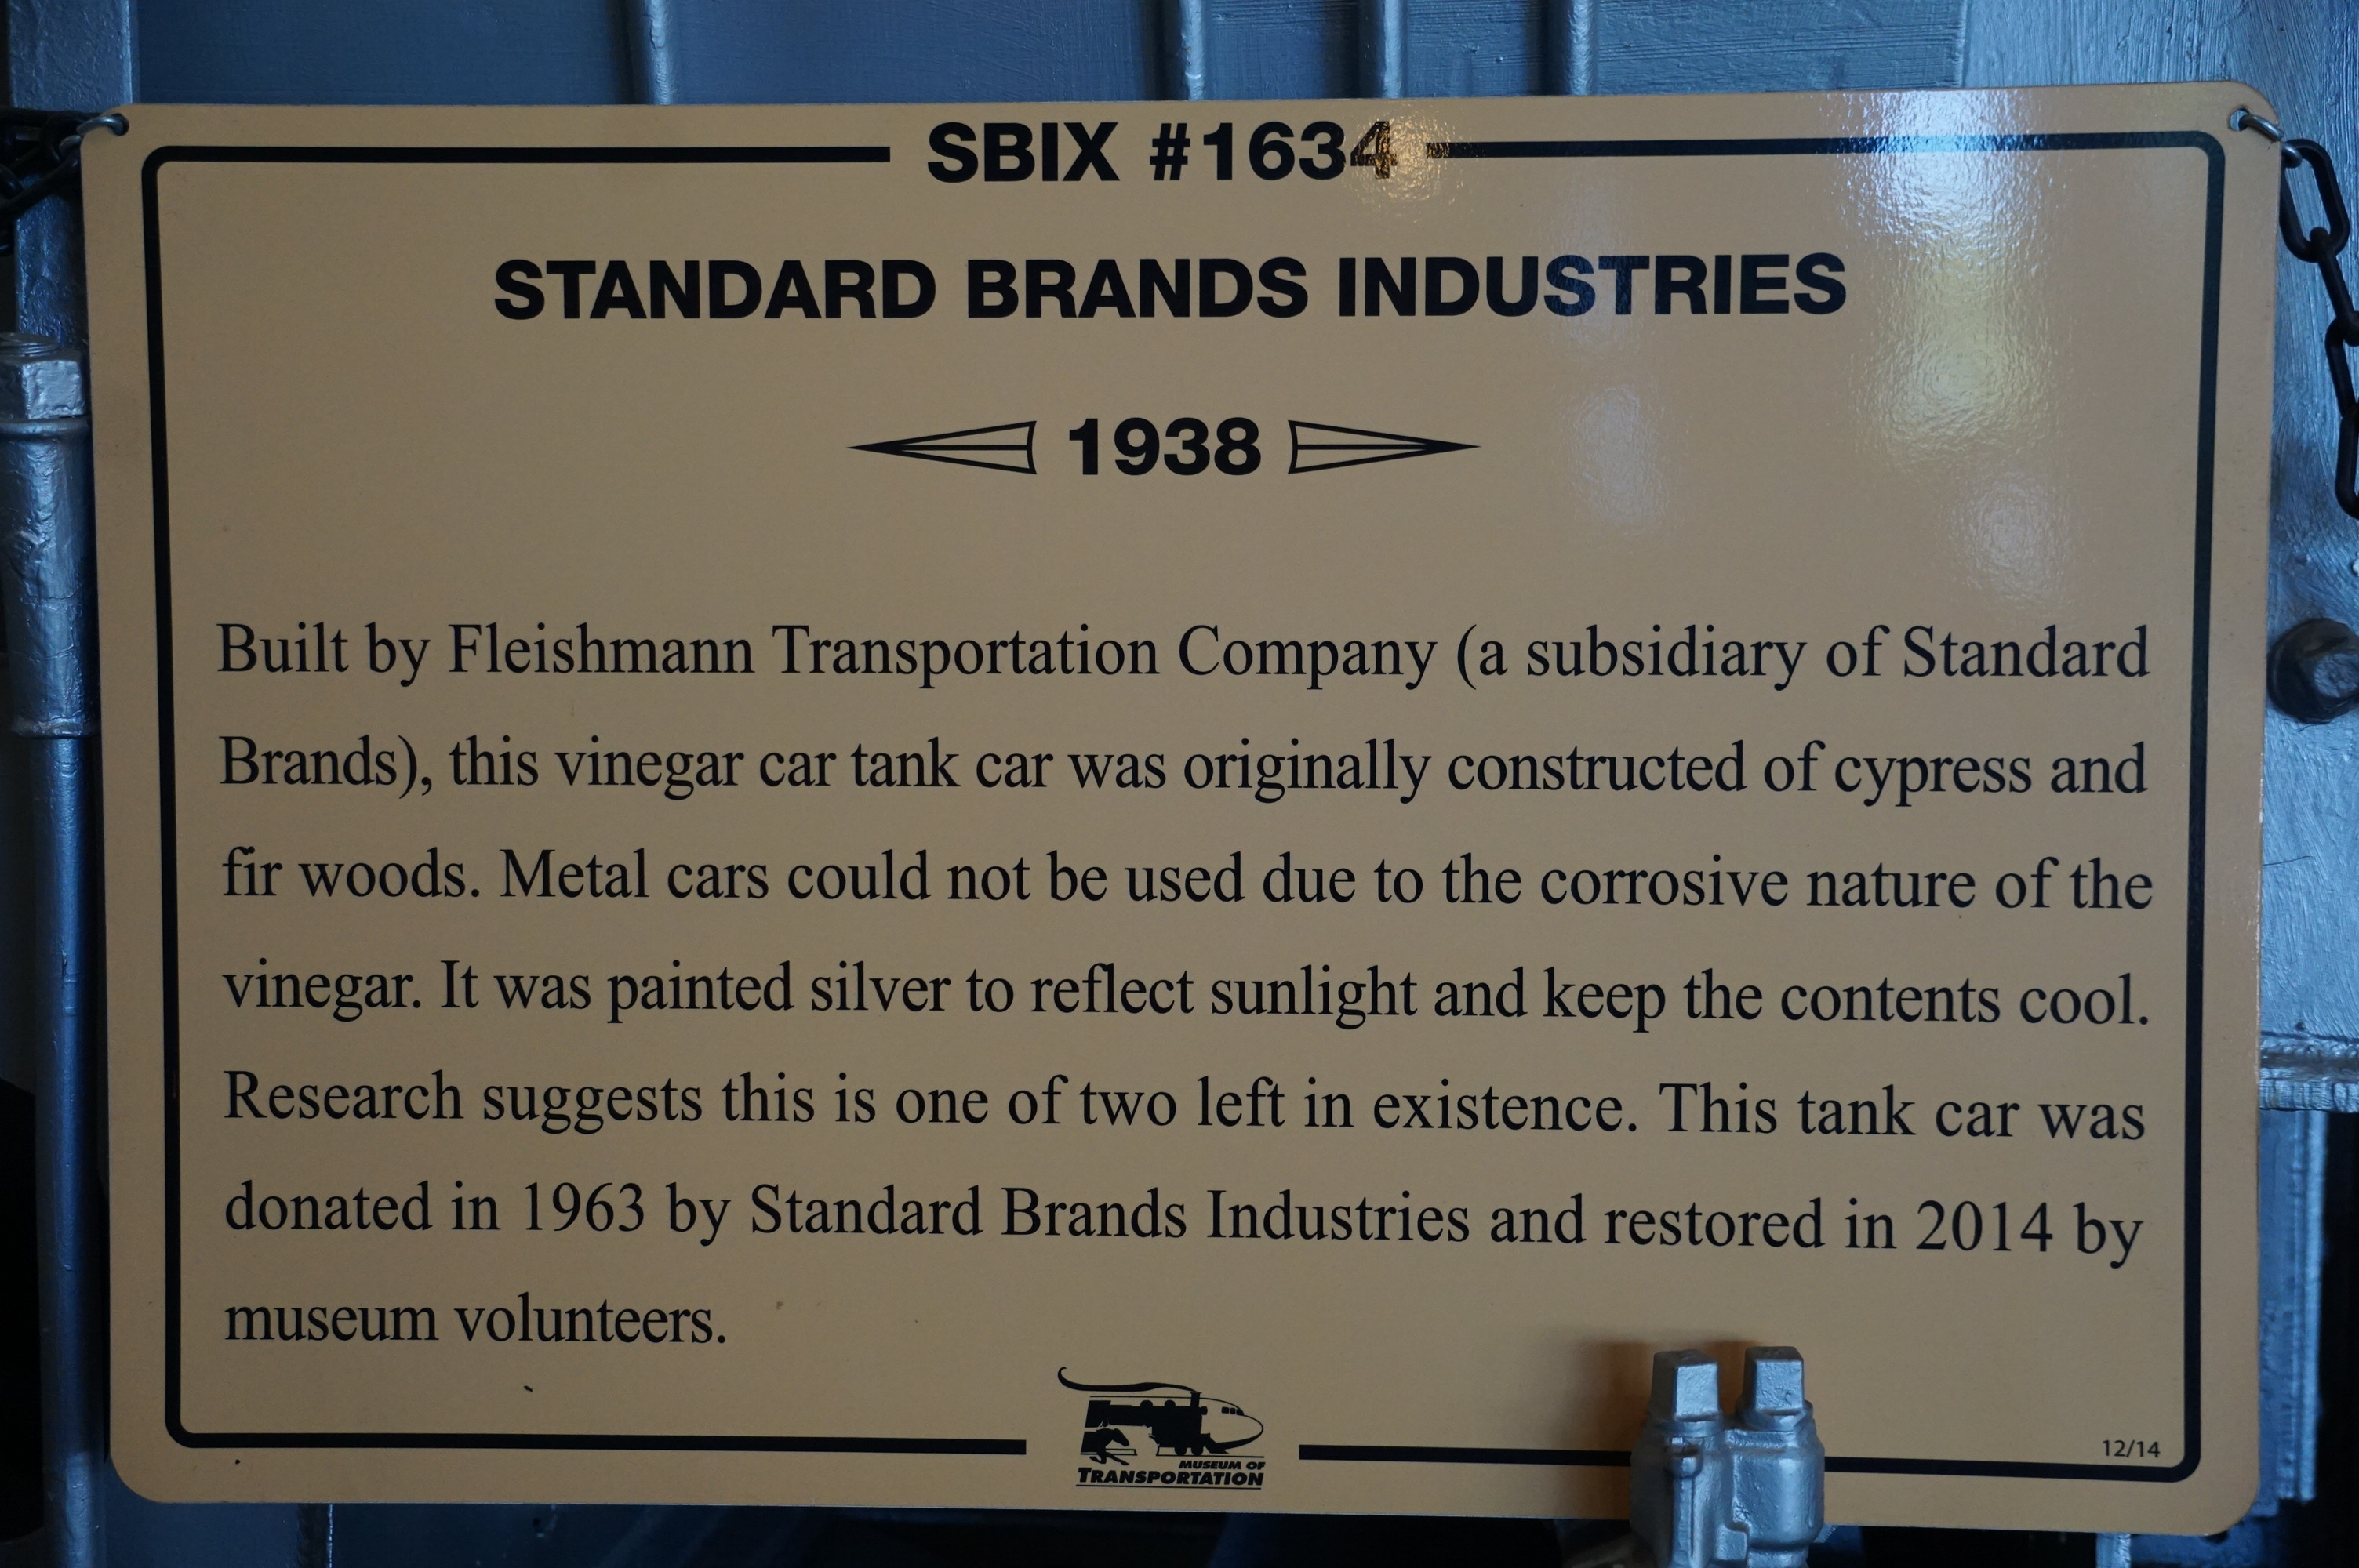 SBIX #1634
STANDARD BRANDS INDUSTRIES
1938
Built by Fleishmann Transportation Company (a subsidiary of Standard
Brands), this vinegar car tank car was originally constructed of cypress and
fir woods. Metal cars could not be used due to the corrosive nature of the
vinegar. It was painted silver to reflect sunlight and keep the contents cool.
Research suggests this is one of two left in existence. This tank car was
donated in 1963 by Standard Brands Industries and restored in 2014 by
museum volunteers.
MUSEUM OF
TRANSPORTATION
12/14